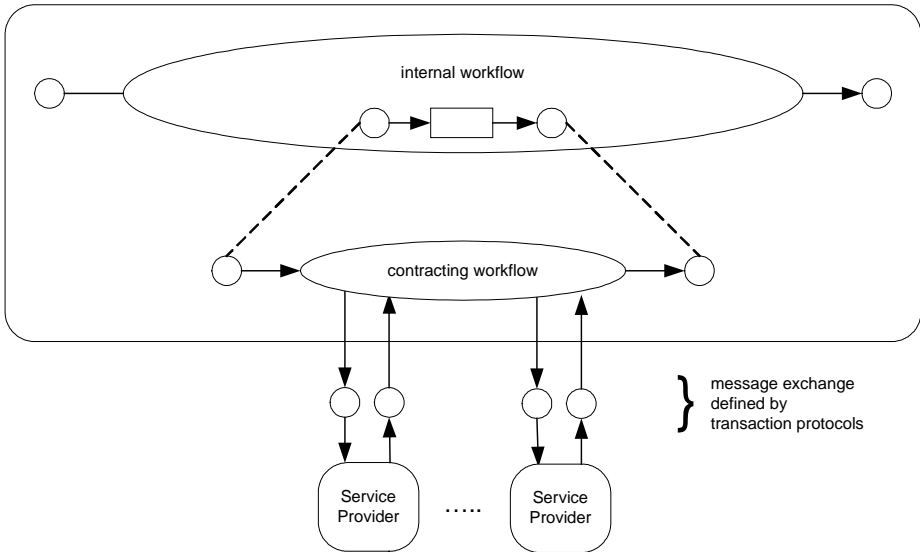 internal workflow
contracting workflow
message exchange
defined by
transaction protocols
}
Service
Provider
.....
Service
Provider